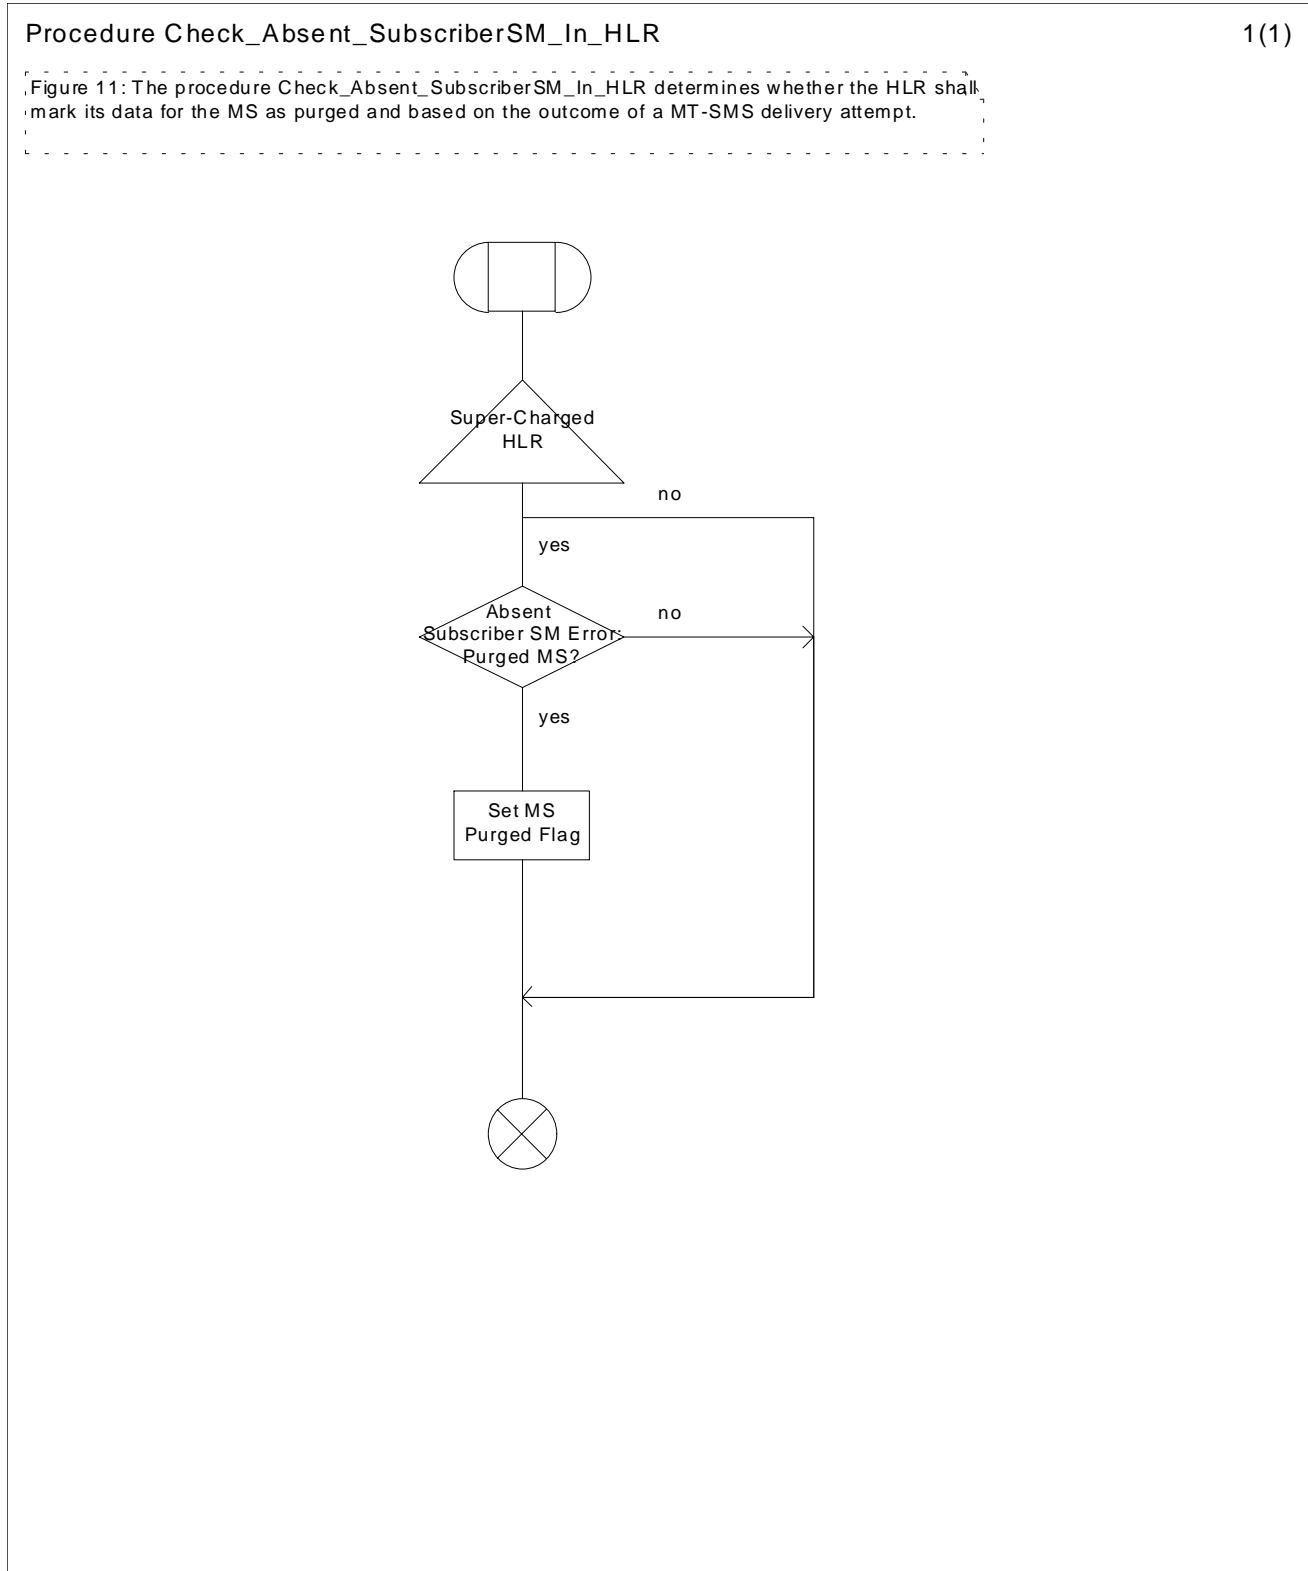 Procedure Check_Absent_SubscriberSM_In_HLR
1(1)
Figure 11: The procedure Check_Absent_SubscriberSM_In_HLR determines whether the HLR shall
mark its data for the MS as purged and based on the outcome of a MT-SMS delivery attempt.
Super-Charged
HLR
no
yes
Absent
Subscriber SM Error:
Purged MS?
no
yes
Set MS
Purged Flag